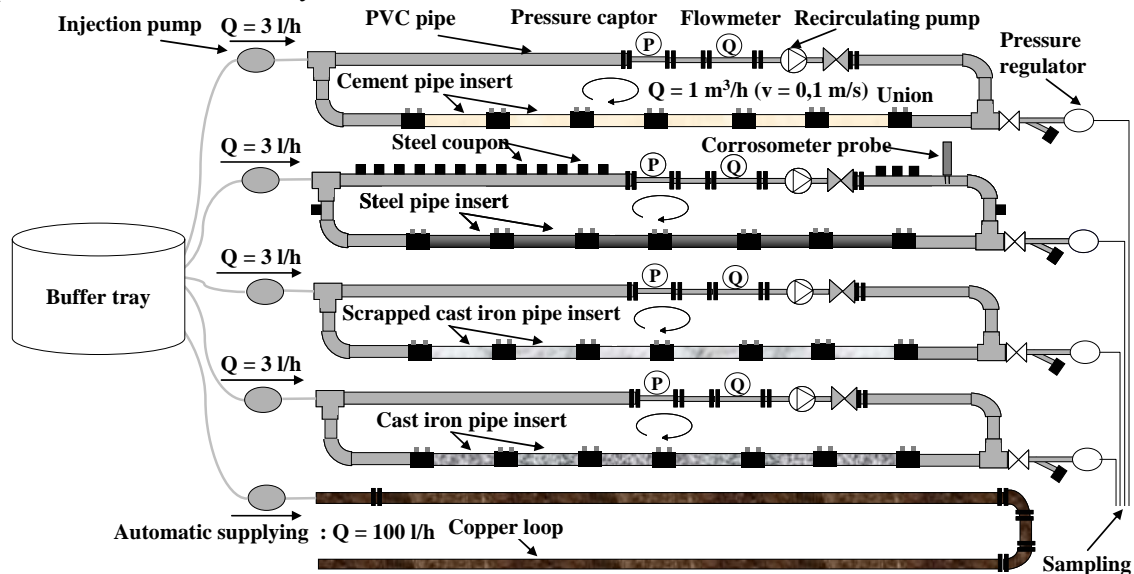 Injection pump
Q = 3 l/h
PVC pipe
Pressure captor
Flowmeter
Recirculating pump
Pressure
regulator
P
Q
Cement pipe insert
Q = 1 m³/h (v = 0,1 m/s)
Union
Q = 3 l/h
Steel coupon
P
Q
Corrosometer probe
Steel pipe insert
Buffer tray
Q = 3 l/h
P
Q
Scrapped cast iron pipe insert
Q = 3 l/h
P
Q
Cast iron pipe insert
Automatic supplying : Q = 100 l/h
Copper loop
Sampling